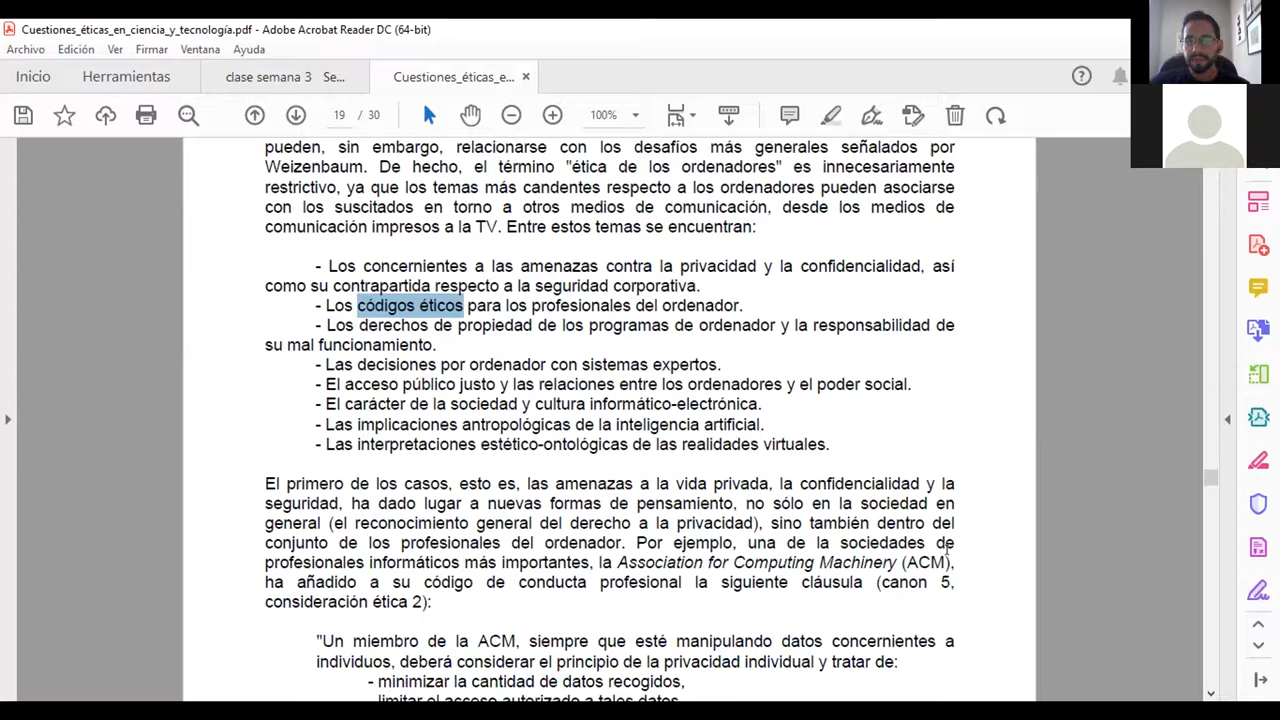 Cuestiones_éticas_en_ciencia_y_tecnología.pdf - Adobe Acrobat Reader DC (64-bit)
Archivo Edición Ver Firmar Ventana Ayuda
Inicio Herramientas clase semana 3 Se... Cuestiones_éticas_e... ×
19 / 30 100%
pueden, sin embargo, relacionarse con los desafíos más generales señalados por
Weizenbaum. De hecho, el término "ética de los ordenadores" es innecesariamente
restrictivo, ya que los temas más candentes respecto a los ordenadores pueden asociarse
con los suscitados en torno a otros medios de comunicación, desde los medios de
comunicación impresos a la TV. Entre estos temas se encuentran:
- Los concernientes a las amenazas contra la privacidad y la confidencialidad, así
como su contrapartida respecto a la seguridad corporativa.
- Los códigos éticos para los profesionales del ordenador.
- Los derechos de propiedad de los programas de ordenador y la responsabilidad de
su mal funcionamiento.
- Las decisiones por ordenador con sistemas expertos.
- El acceso público justo y las relaciones entre los ordenadores y el poder social.
- El carácter de la sociedad y cultura informático-electrónica.
- Las implicaciones antropológicas de la inteligencia artificial.
- Las interpretaciones estético-ontológicas de las realidades virtuales.
El primero de los casos, esto es, las amenazas a la vida privada, la confidencialidad y la
seguridad, ha dado lugar a nuevas formas de pensamiento, no sólo en la sociedad en
general (el reconocimiento general del derecho a la privacidad), sino también dentro del
conjunto de los profesionales del ordenador. Por ejemplo, una de la sociedades de
profesionales informáticos más importantes, la Association for Computing Machinery (ACM),
ha añadido a su código de conducta profesional la siguiente cláusula (canon 5,
consideración ética 2):
"Un miembro de la ACM, siempre que esté manipulando datos concernientes a
individuos, deberá considerar el principio de la privacidad individual y tratar de:
- minimizar la cantidad de datos recogidos,
- limitar el acceso autorizado a tales datos